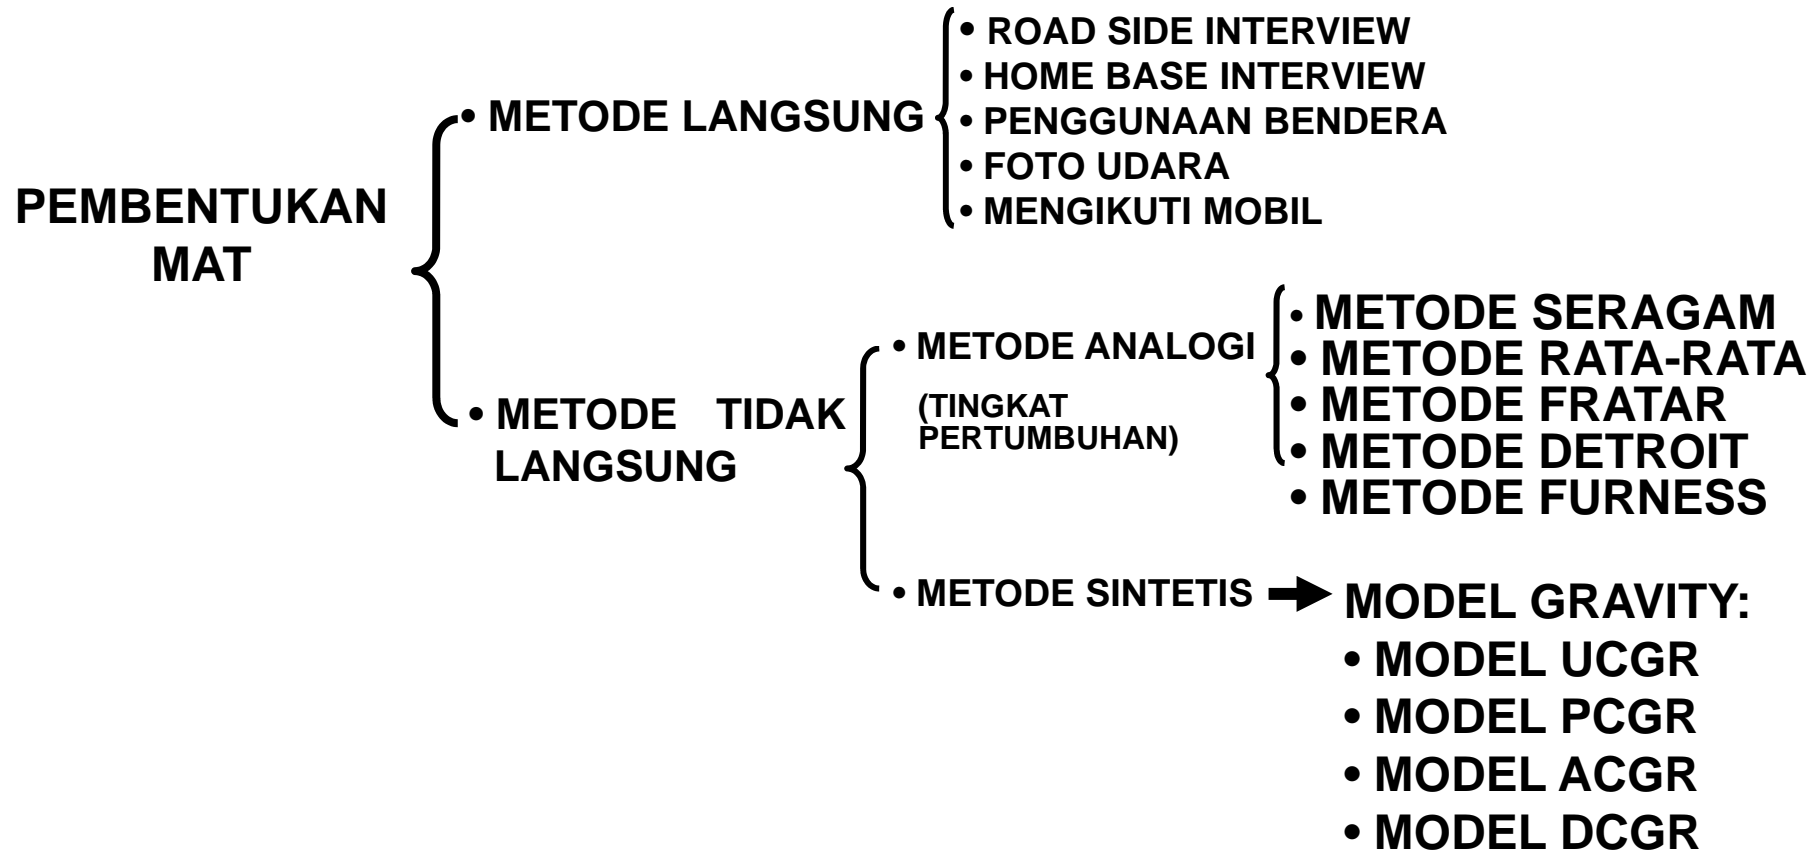 PEMBENTUKAN
MAT
• METODE LANGSUNG
• ROAD SIDE INTERVIEW
• HOME BASE INTERVIEW
• PENGGUNAAN BENDERA
• FOTO UDARA
• MENGIKUTI MOBIL
• METODE TIDAK
LANGSUNG
• METODE ANALOGI
(TINGKAT
PERTUMBUHAN)
• METODE SERAGAM
• METODE RATA-RATA
• METODE FRATAR
• METODE DETROIT
• METODE FURNESS
• METODE SINTETIS
MODEL GRAVITY:
• MODEL UCGR
• MODEL PCGR
• MODEL ACGR
• MODEL DCGR